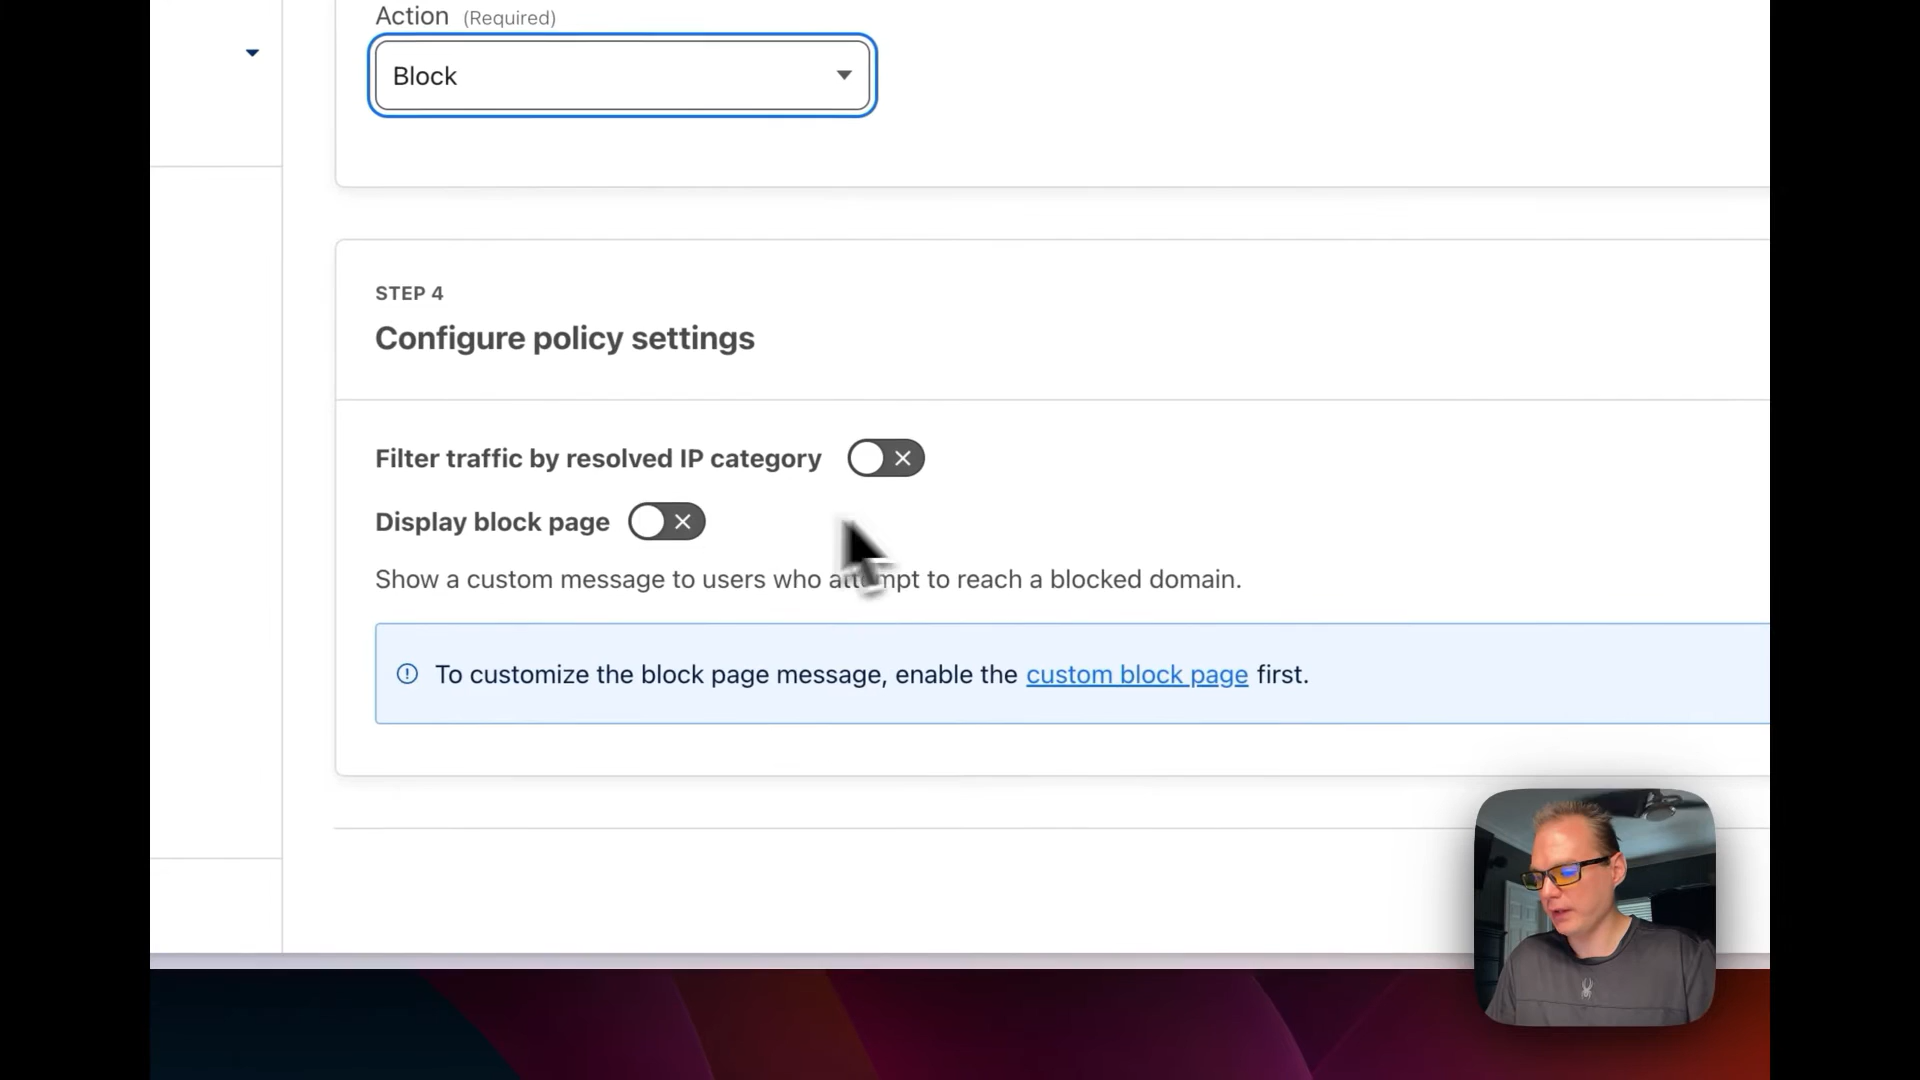 Action (Required)
Block
STEP 4
Configure policy settings
Filter traffic by resolved IP category
Display block page
Show a custom message to users who attempt to reach a blocked domain.
To customize the block page message, enable the custom block page first.